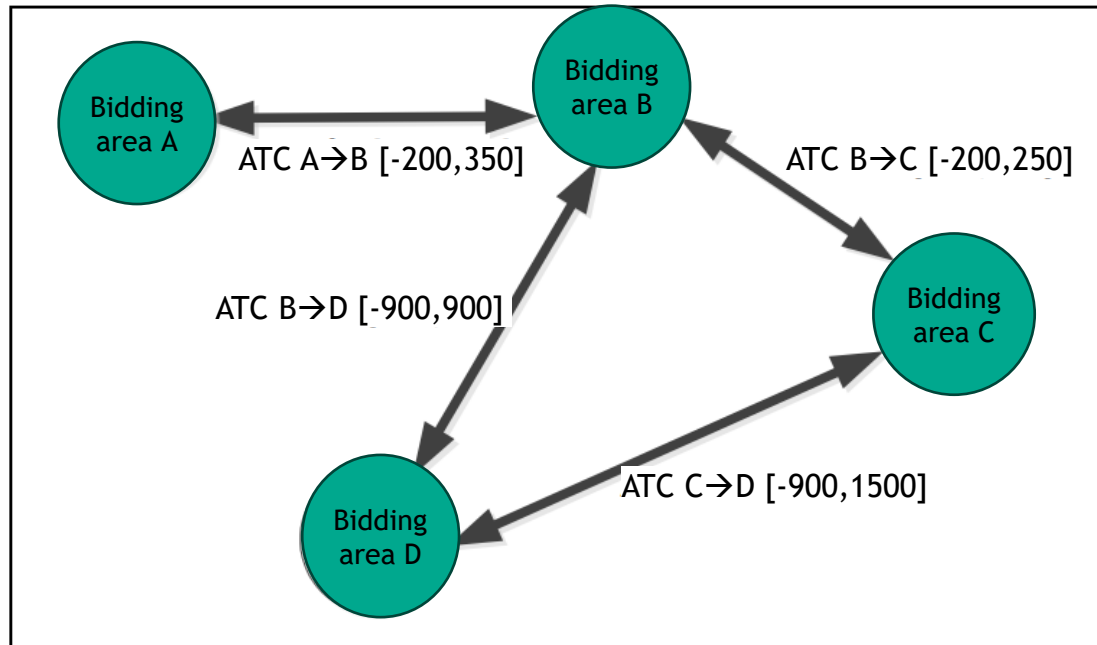 Bidding
area A
Bidding
area B
ATC A→B [-200,350]
ATC B→C [-200,250]
ATC B→D [-900,900]
Bidding
area C
ATC C→D [-900,1500]
Bidding
area D